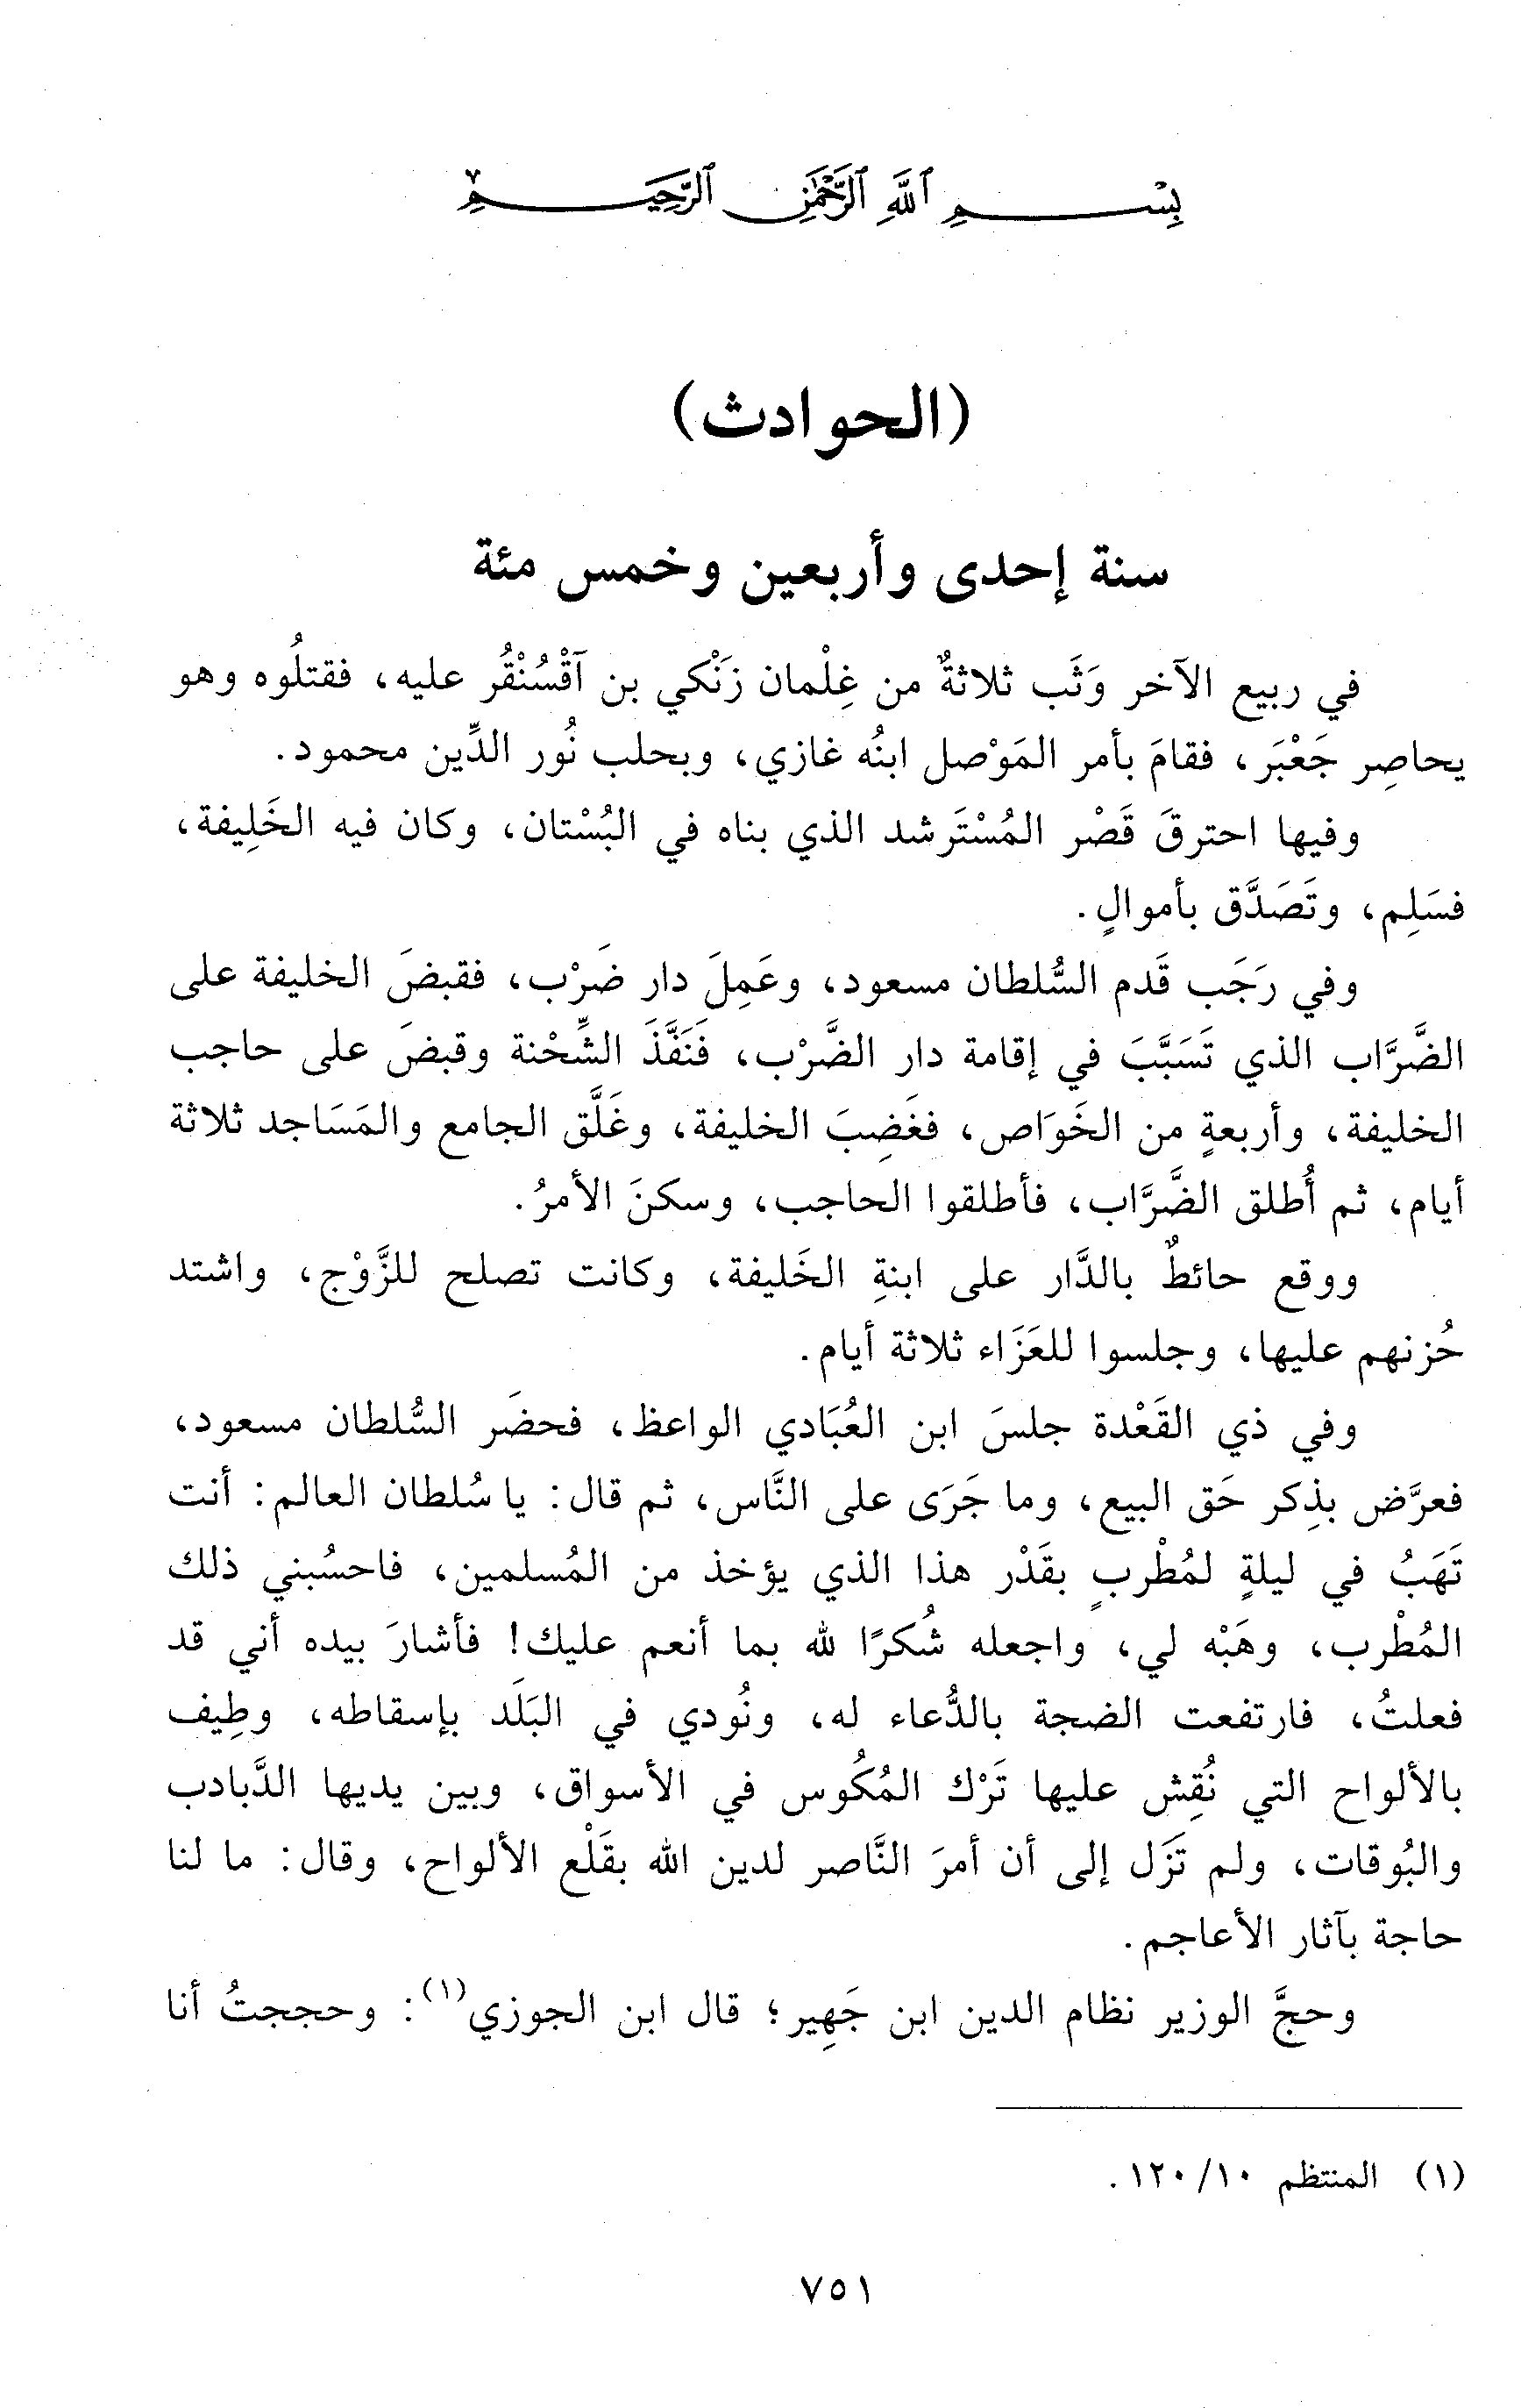 بِسْمِ ٱللَّهِ ٱلرَّحْمَٰنِ ٱلرَّحِيمِ
(الحوادث)
سنة إحدى وأربعين وخمس مئة
في ربيع الآخر وَثَب ثلاثةٌ من غِلْمان زَنْكي بن آقْسُنْقُر عليه، فقتلُوه وهو
يحاصِر جَعْبَر، فقامَ بأمر المَوْصل ابنُه غازي، وبحلب نُور الدِّين محمود.
وفيها احترقَ قَصْر المُسْتَرشد الذي بناه في البُسْتان، وكان فيه الخَلِيفة،
فسَلِم، وتَصَدَّق بأموالٍ.
وفي رَجَب قَدم السُّلطان مسعود، وعَمِلَ دار ضَرْب، فقبضَ الخليفة على
الضَّرَّاب الذي تَسَبَّبَ في إقامة دار الضَّرْب، فَنَفَّذَ الشِّحْنة وقبضَ على حاجب
الخليفة، وأربعةٍ من الخَوَاص، فغَضِبَ الخليفة، وغَلَّق الجامع والمَسَاجد ثلاثة
أيام، ثم أُطلق الضَّرَّاب، فأطلقوا الحاجب، وسكنَ الأمرُ.
ووقع حائطٌ بالدَّار على ابنةِ الخَليفة، وكانت تصلح للزَّوْج، واشتد
حُزنهم عليها، وجلسوا للعَزَاء ثلاثة أيام.
وفي ذي القَعْدة جلسَ ابن العُبَادي الواعظ، فحضَر السُّلطان مسعود،
فعرَّض بذِكر حَق البيع، وما جَرَى على النَّاس، ثم قال: يا سُلطان العالم: أنت
تَهَبُ في ليلةٍ لمُطْربٍ بقَدْر هذا الذي يؤخذ من المُسلمين، فاحسُبني ذلك
المُطْرب، وهَبْه لي، واجعله شُكرًا لله بما أنعم عليك! فأشارَ بيده أني قد
فعلتُ، فارتفعت الضجة بالدُّعاء له، ونُودي في البَلَد بإسقاطه، وطِيف
بالألواح التي نُقِش عليها تَرْك المُكُوس في الأسواق، وبين يديها الدَّبادب
والبُوقات، ولم تَزَل إلى أن أمرَ النَّاصر لدين الله بقَلْع الألواح، وقال: ما لنا
حاجة بآثار الأعاجم.
وحجَّ الوزير نظام الدين ابن جَهِير؛ قال ابن الجوزي(١): وحججتُ أنا
(١) المنتظم ١٠/ ١٢٠.
٧٥١